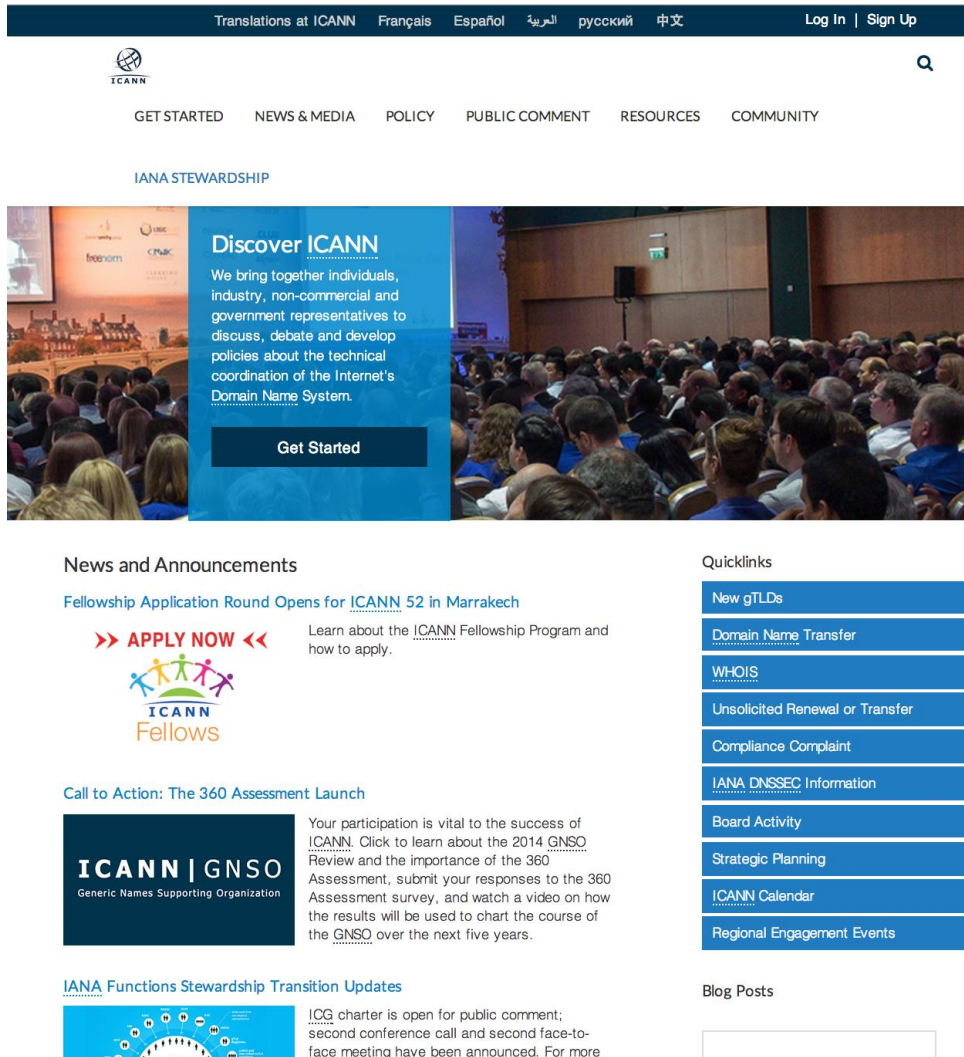 Translations at ICANN Français Español العربية русский 中文 Log In | Sign Up
ICANN
GET STARTED NEWS & MEDIA POLICY PUBLIC COMMENT RESOURCES COMMUNITY
IANA STEWARDSHIP
freenom
Discover ICANN
We bring together individuals,
industry, non-commercial and
government representatives to
discuss, debate and develop
policies about the technical
coordination of the Internet's
Domain Name System.
Get Started
News and Announcements
Fellowship Application Round Opens for ICANN 52 in Marrakech
>> APPLY NOW <<
ICANN
Fellows
Learn about the ICANN Fellowship Program and
how to apply.
Call to Action: The 360 Assessment Launch
ICANN | GNSO
Generic Names Supporting Organization
Your participation is vital to the success of
ICANN. Click to learn about the 2014 GNSO
Review and the importance of the 360
Assessment, submit your responses to the 360
Assessment survey, and watch a video on how
the results will be used to chart the course of
the GNSO over the next five years.
IANA Functions Stewardship Transition Updates
ICG charter is open for public comment;
second conference call and second face-to-
face meeting have been announced. For more
Quicklinks
New gTLDs
Domain Name Transfer
WHOIS
Unsolicited Renewal or Transfer
Compliance Complaint
IANA DNSSEC Information
Board Activity
Strategic Planning
ICANN Calendar
Regional Engagement Events
Blog Posts